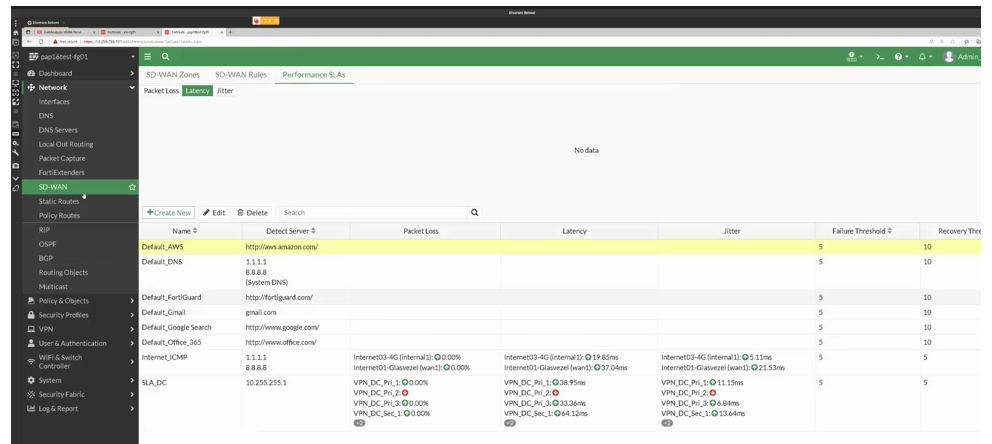 pap16test-fg01
Dashboard
Network
Interfaces
DNS
DNS Servers
Local Out Routing
Packet Capture
FortiExtenders
SD-WAN
Static Routes
Policy Routes
RIP
OSPF
BGP
Routing Objects
Multicast
Policy & Objects
Security Profiles
VPN
User & Authentication
WiFi & Switch
Controller
System
Security Fabric
Log & Report
Admin_
SD-WAN Zones SD-WAN Rules Performance SLAs
Packet Loss Latency Jitter
No data
Create New Edit Delete Search
Name Detect Server Packet Loss Latency Jitter Failure Threshold Recovery Thre
Default_AWS http://aws.amazon.com/ 5 10
Default_DNS 1.1.1.1 5 10
8.8.8.8
(System DNS)
Default_FortiGuard http://fortiguard.com/ 5 10
Default_Gmail gmail.com 5 10
Default_Google Search http://www.google.com/ 5 10
Default_Office_365 http://www.office.com/ 5 10
Internet_ICMP 1.1.1.1 Internet03-4G (internal1): 0.00% Internet03-4G (internal1): 19.85ms Internet03-4G (internal1): 5.11ms 5 5
8.8.8.8 Internet01-Glasvezel (wan1): 0.00% Internet01-Glasvezel (wan1): 37.04ms Internet01-Glasvezel (wan1): 21.53ms
SLA_DC 10.255.255.1 VPN_DC_Pri_1: 0.00% VPN_DC_Pri_1: 38.95ms VPN_DC_Pri_1: 11.15ms 5 5
VPN_DC_Pri_2: VPN_DC_Pri_2: VPN_DC_Pri_2:
VPN_DC_Pri_3: 0.00% VPN_DC_Pri_3: 33.36ms VPN_DC_Pri_3: 6.84ms
VPN_DC_Sec_1: 0.00% VPN_DC_Sec_1: 64.12ms VPN_DC_Sec_1: 13.64ms
+2 +2 +2